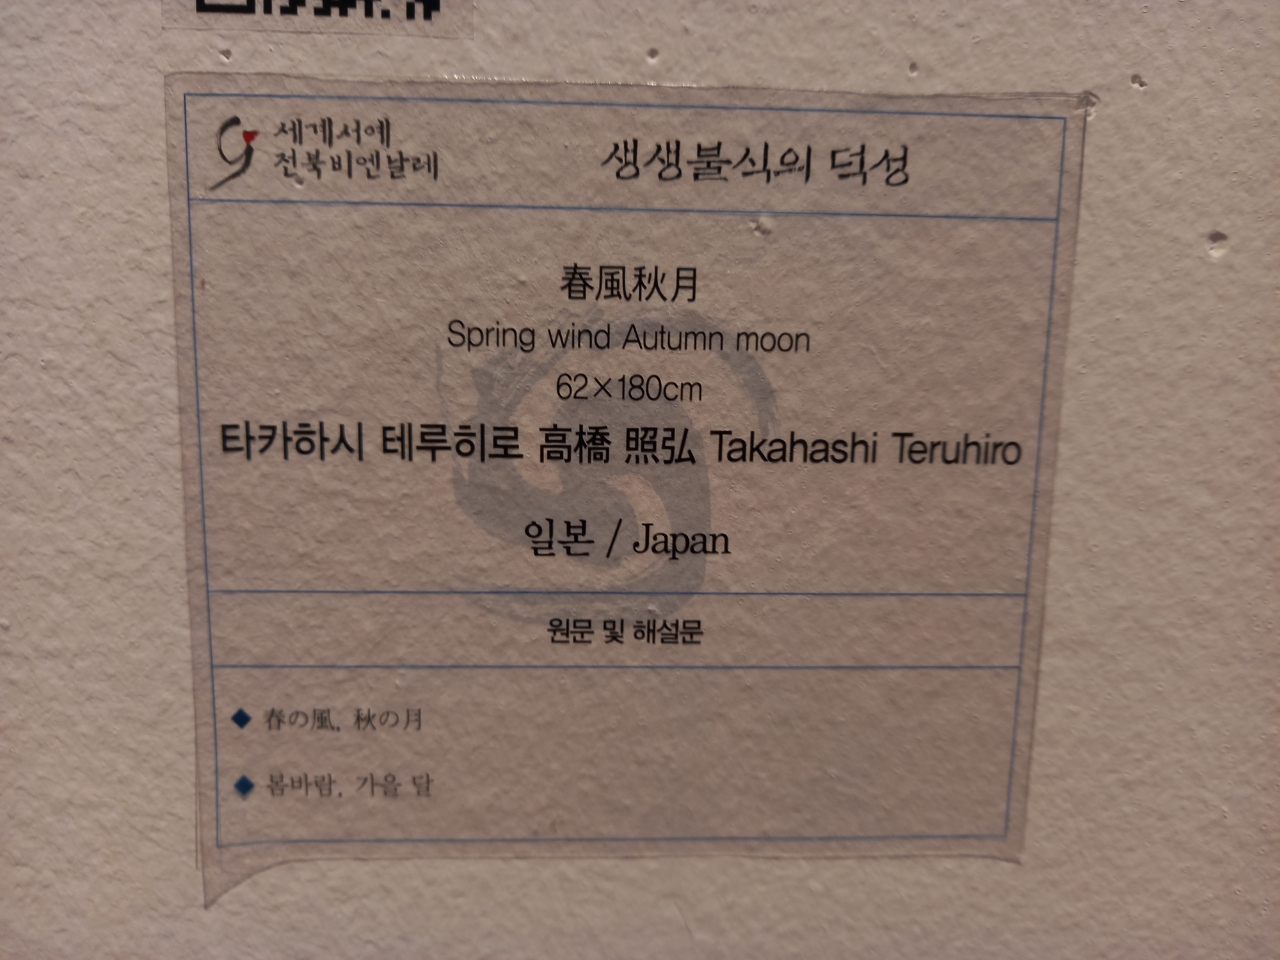 세계서예
전북비엔날레
생생불식의 덕성
春風秋月
Spring wind Autumn moon
62×180cm
타카하시 테루히로 高橋 照弘 Takahashi Teruhiro
일본 / Japan
원문 및 해설문
◆ 春の風, 秋の月
◆ 봄바람, 가을 달